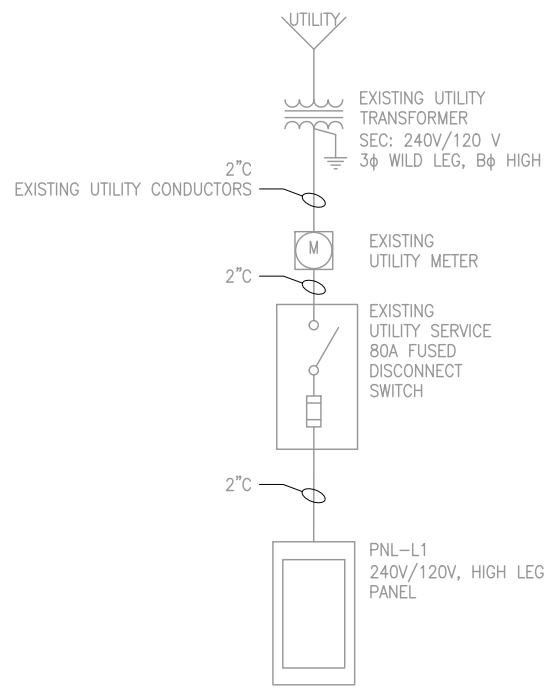 UTILITY
EXISTING UTILITY
TRANSFORMER
SEC: 240V/120 V
3ϕ WILD LEG, Bϕ HIGH
2"C
EXISTING UTILITY CONDUCTORS
M
EXISTING
UTILITY METER
2"C
EXISTING
UTILITY SERVICE
80A FUSED
DISCONNECT
SWITCH
2"C
PNL-L1
240V/120V, HIGH LEG
PANEL